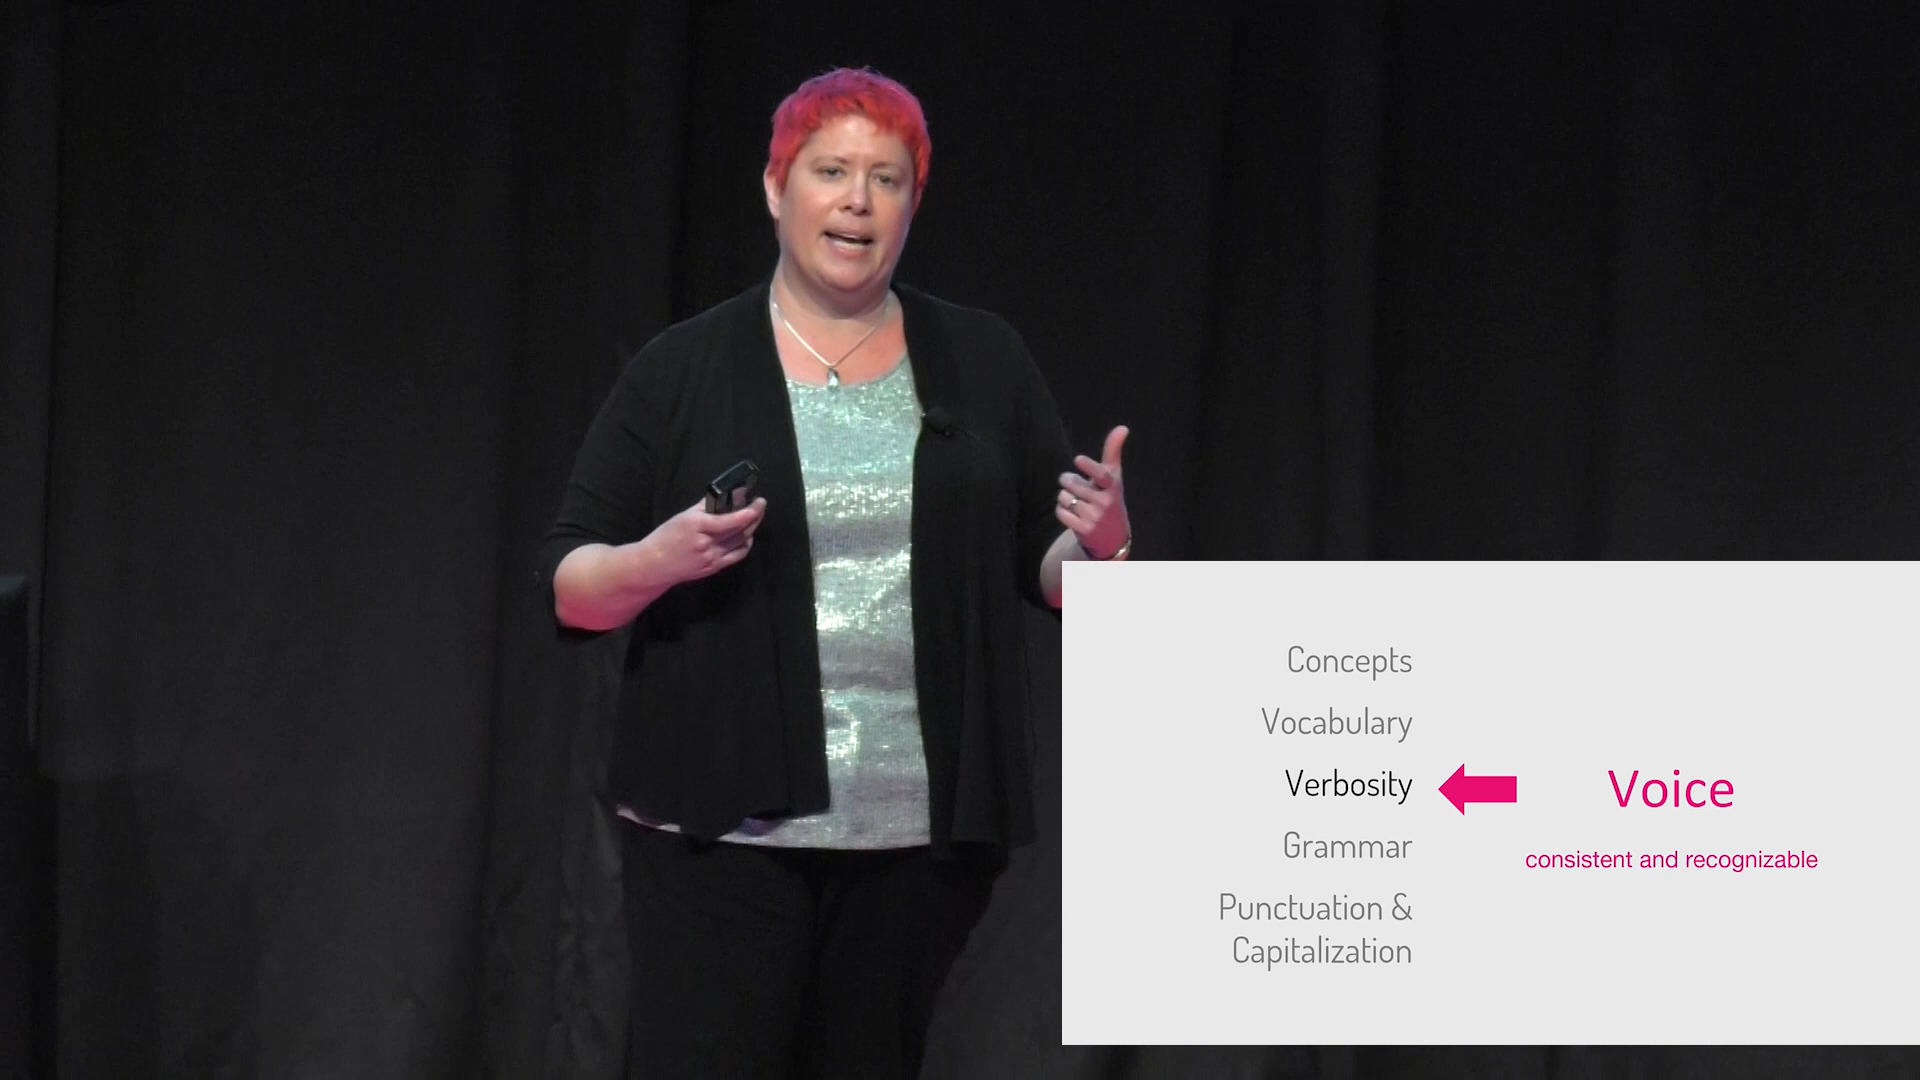 Concepts
Vocabulary
Verbosity
Grammar
Punctuation &
Capitalization
Voice
consistent and recognizable